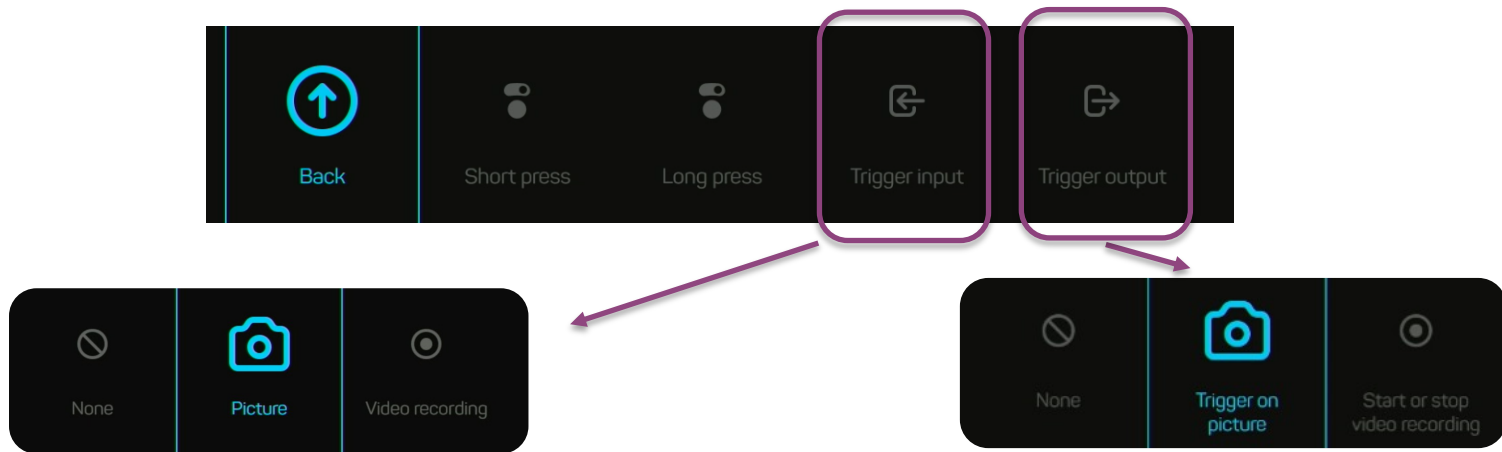 Back
Short press
Long press
Trigger input
Trigger output
None
Picture
Video recording
None
Trigger on
picture
Start or stop
video recording